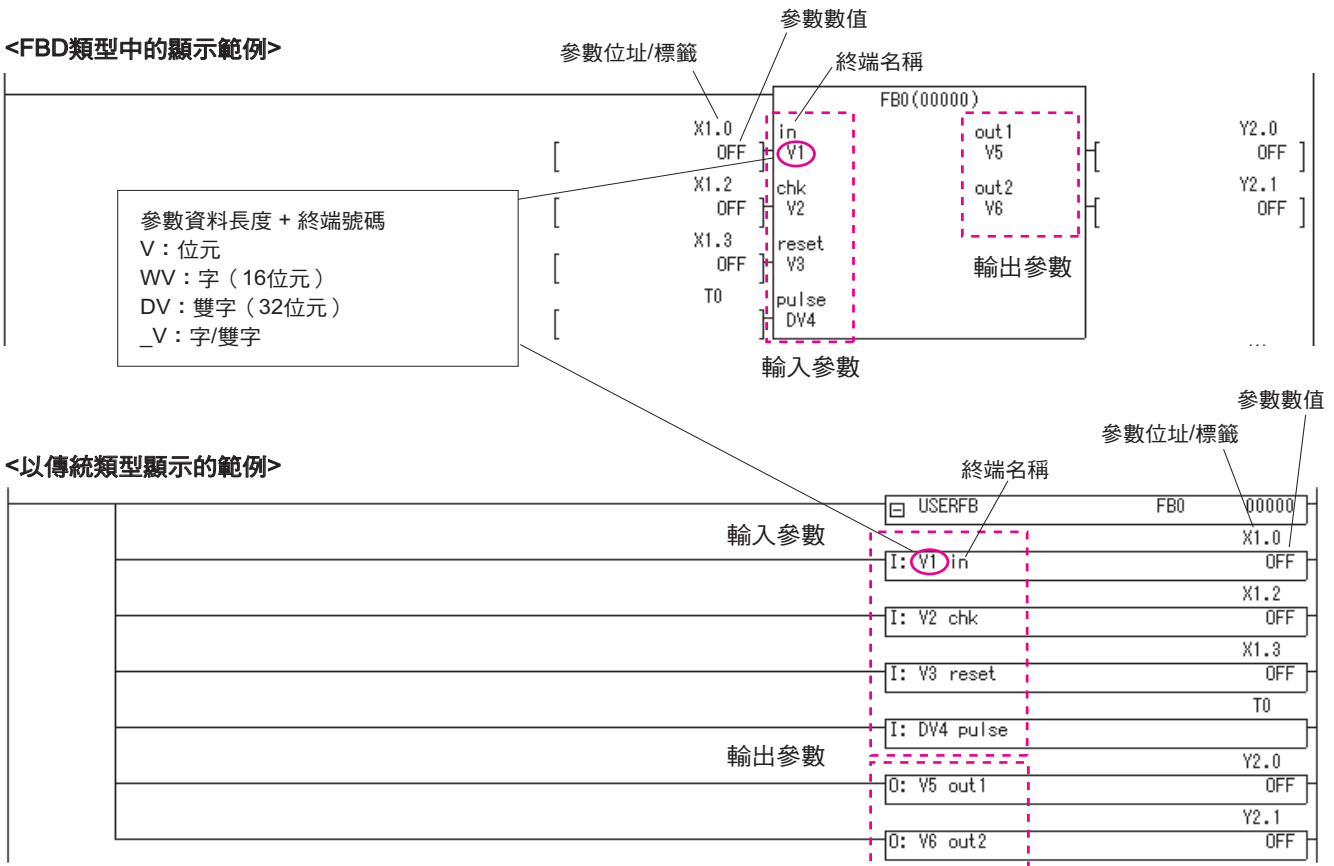 參數數值
<FBD類型中的顯示範例>
參數位址/標籤
終端名稱
FB0(00000)
X1.0 in out1 Y2.0
[ OFF ] V1 V5 [ OFF ]
X1.2 chk out2 Y2.1
[ OFF ] V2 V6 [ OFF ]
X1.3 reset
[ OFF ] V3 輸出參數
T0 pulse
[ ] DV4
...
輸入參數
參數資料長度 + 終端號碼
V：位元
WV：字（16位元）
DV：雙字（32位元）
_V：字/雙字
參數數值
參數位址/標籤
<以傳統類型顯示的範例>
終端名稱
USERFB FB0 00000
輸入參數
X1.0
I: V1 in OFF
X1.2
I: V2 chk OFF
X1.3
I: V3 reset OFF
T0
I: DV4 pulse
輸出參數
Y2.0
O: V5 out1 OFF
Y2.1
O: V6 out2 OFF